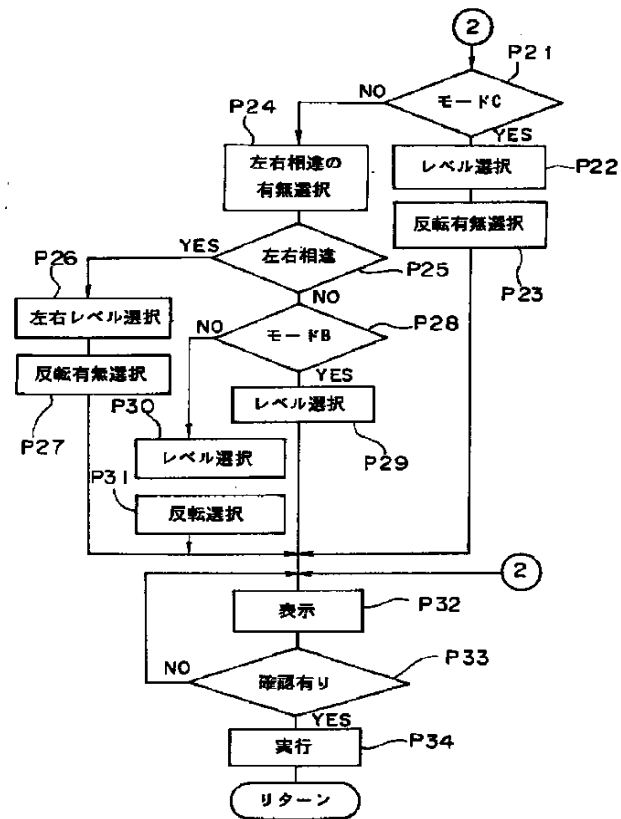 2
P21
モードC
NO
YES
P24
左右相違の
有無選択
レベル選択
P22
反転有無選択
P23
YES
左右相違
P25
P26
NO
左右レベル選択
NO
モードB
P28
反転有無選択
YES
P27
P30
レベル選択
P29
レベル選択
P31
反転選択
2
表示
P32
NO
確認有り
P33
YES
実行
P34
リターン